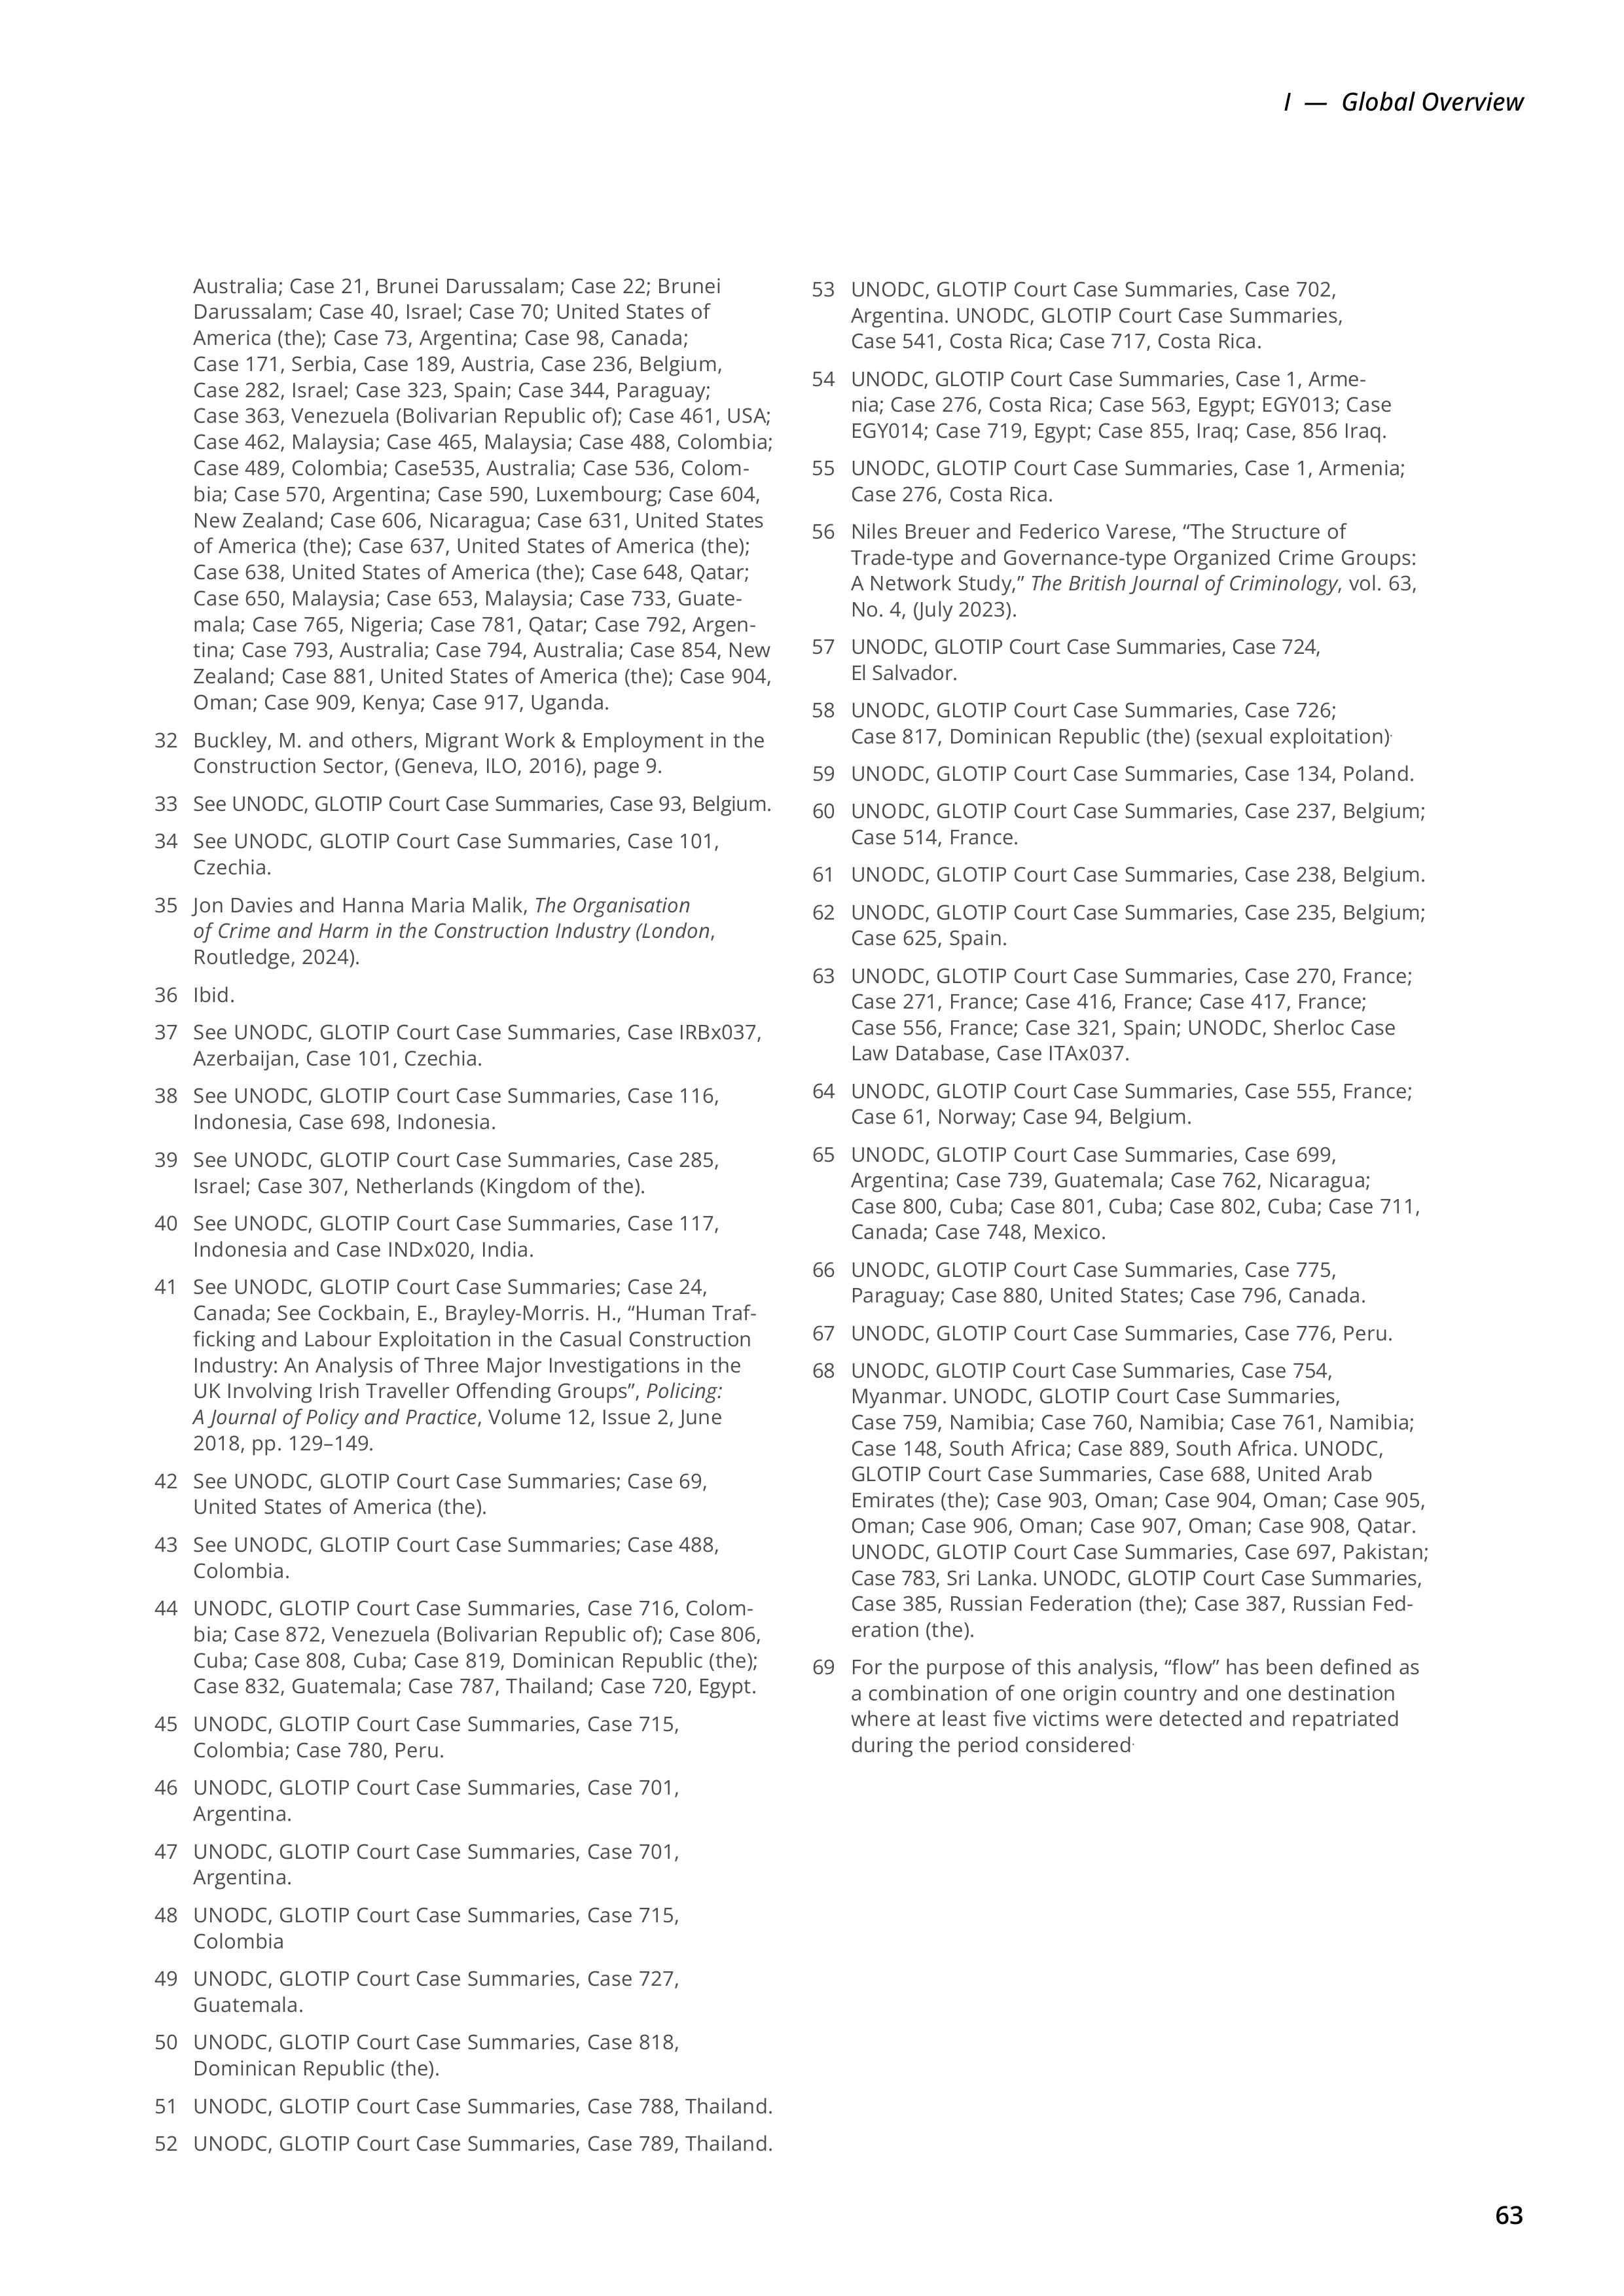 I — Global Overview
Australia; Case 21, Brunei Darussalam; Case 22; Brunei
Darussalam; Case 40, Israel; Case 70; United States of
America (the); Case 73, Argentina; Case 98, Canada;
Case 171, Serbia, Case 189, Austria, Case 236, Belgium,
Case 282, Israel; Case 323, Spain; Case 344, Paraguay;
Case 363, Venezuela (Bolivarian Republic of); Case 461, USA;
Case 462, Malaysia; Case 465, Malaysia; Case 488, Colombia;
Case 489, Colombia; Case535, Australia; Case 536, Colom-
bia; Case 570, Argentina; Case 590, Luxembourg; Case 604,
New Zealand; Case 606, Nicaragua; Case 631, United States
of America (the); Case 637, United States of America (the);
Case 638, United States of America (the); Case 648, Qatar;
Case 650, Malaysia; Case 653, Malaysia; Case 733, Guate-
mala; Case 765, Nigeria; Case 781, Qatar; Case 792, Argen-
tina; Case 793, Australia; Case 794, Australia; Case 854, New
Zealand; Case 881, United States of America (the); Case 904,
Oman; Case 909, Kenya; Case 917, Uganda.
32 Buckley, M. and others, Migrant Work & Employment in the
Construction Sector, (Geneva, ILO, 2016), page 9.
33 See UNODC, GLOTIP Court Case Summaries, Case 93, Belgium.
34 See UNODC, GLOTIP Court Case Summaries, Case 101,
Czechia.
35 Jon Davies and Hanna Maria Malik, The Organisation
of Crime and Harm in the Construction Industry (London,
Routledge, 2024).
36 Ibid.
37 See UNODC, GLOTIP Court Case Summaries, Case IRBx037,
Azerbaijan, Case 101, Czechia.
38 See UNODC, GLOTIP Court Case Summaries, Case 116,
Indonesia, Case 698, Indonesia.
39 See UNODC, GLOTIP Court Case Summaries, Case 285,
Israel; Case 307, Netherlands (Kingdom of the).
40 See UNODC, GLOTIP Court Case Summaries, Case 117,
Indonesia and Case INDx020, India.
41 See UNODC, GLOTIP Court Case Summaries; Case 24,
Canada; See Cockbain, E., Brayley-Morris. H., “Human Traf-
ficking and Labour Exploitation in the Casual Construction
Industry: An Analysis of Three Major Investigations in the
UK Involving Irish Traveller Offending Groups”, Policing:
A Journal of Policy and Practice, Volume 12, Issue 2, June
2018, pp. 129–149.
42 See UNODC, GLOTIP Court Case Summaries; Case 69,
United States of America (the).
43 See UNODC, GLOTIP Court Case Summaries; Case 488,
Colombia.
44 UNODC, GLOTIP Court Case Summaries, Case 716, Colom-
bia; Case 872, Venezuela (Bolivarian Republic of); Case 806,
Cuba; Case 808, Cuba; Case 819, Dominican Republic (the);
Case 832, Guatemala; Case 787, Thailand; Case 720, Egypt.
45 UNODC, GLOTIP Court Case Summaries, Case 715,
Colombia; Case 780, Peru.
46 UNODC, GLOTIP Court Case Summaries, Case 701,
Argentina.
47 UNODC, GLOTIP Court Case Summaries, Case 701,
Argentina.
48 UNODC, GLOTIP Court Case Summaries, Case 715,
Colombia
49 UNODC, GLOTIP Court Case Summaries, Case 727,
Guatemala.
50 UNODC, GLOTIP Court Case Summaries, Case 818,
Dominican Republic (the).
51 UNODC, GLOTIP Court Case Summaries, Case 788, Thailand.
52 UNODC, GLOTIP Court Case Summaries, Case 789, Thailand.
53 UNODC, GLOTIP Court Case Summaries, Case 702,
Argentina. UNODC, GLOTIP Court Case Summaries,
Case 541, Costa Rica; Case 717, Costa Rica.
54 UNODC, GLOTIP Court Case Summaries, Case 1, Arme-
nia; Case 276, Costa Rica; Case 563, Egypt; EGY013; Case
EGY014; Case 719, Egypt; Case 855, Iraq; Case, 856 Iraq.
55 UNODC, GLOTIP Court Case Summaries, Case 1, Armenia;
Case 276, Costa Rica.
56 Niles Breuer and Federico Varese, “The Structure of
Trade-type and Governance-type Organized Crime Groups:
A Network Study,” The British Journal of Criminology, vol. 63,
No. 4, (July 2023).
57 UNODC, GLOTIP Court Case Summaries, Case 724,
El Salvador.
58 UNODC, GLOTIP Court Case Summaries, Case 726;
Case 817, Dominican Republic (the) (sexual exploitation).
59 UNODC, GLOTIP Court Case Summaries, Case 134, Poland.
60 UNODC, GLOTIP Court Case Summaries, Case 237, Belgium;
Case 514, France.
61 UNODC, GLOTIP Court Case Summaries, Case 238, Belgium.
62 UNODC, GLOTIP Court Case Summaries, Case 235, Belgium;
Case 625, Spain.
63 UNODC, GLOTIP Court Case Summaries, Case 270, France;
Case 271, France; Case 416, France; Case 417, France;
Case 556, France; Case 321, Spain; UNODC, Sherloc Case
Law Database, Case ITAx037.
64 UNODC, GLOTIP Court Case Summaries, Case 555, France;
Case 61, Norway; Case 94, Belgium.
65 UNODC, GLOTIP Court Case Summaries, Case 699,
Argentina; Case 739, Guatemala; Case 762, Nicaragua;
Case 800, Cuba; Case 801, Cuba; Case 802, Cuba; Case 711,
Canada; Case 748, Mexico.
66 UNODC, GLOTIP Court Case Summaries, Case 775,
Paraguay; Case 880, United States; Case 796, Canada.
67 UNODC, GLOTIP Court Case Summaries, Case 776, Peru.
68 UNODC, GLOTIP Court Case Summaries, Case 754,
Myanmar. UNODC, GLOTIP Court Case Summaries,
Case 759, Namibia; Case 760, Namibia; Case 761, Namibia;
Case 148, South Africa; Case 889, South Africa. UNODC,
GLOTIP Court Case Summaries, Case 688, United Arab
Emirates (the); Case 903, Oman; Case 904, Oman; Case 905,
Oman; Case 906, Oman; Case 907, Oman; Case 908, Qatar.
UNODC, GLOTIP Court Case Summaries, Case 697, Pakistan;
Case 783, Sri Lanka. UNODC, GLOTIP Court Case Summaries,
Case 385, Russian Federation (the); Case 387, Russian Fed-
eration (the).
69 For the purpose of this analysis, “flow” has been defined as
a combination of one origin country and one destination
where at least five victims were detected and repatriated
during the period considered.
63